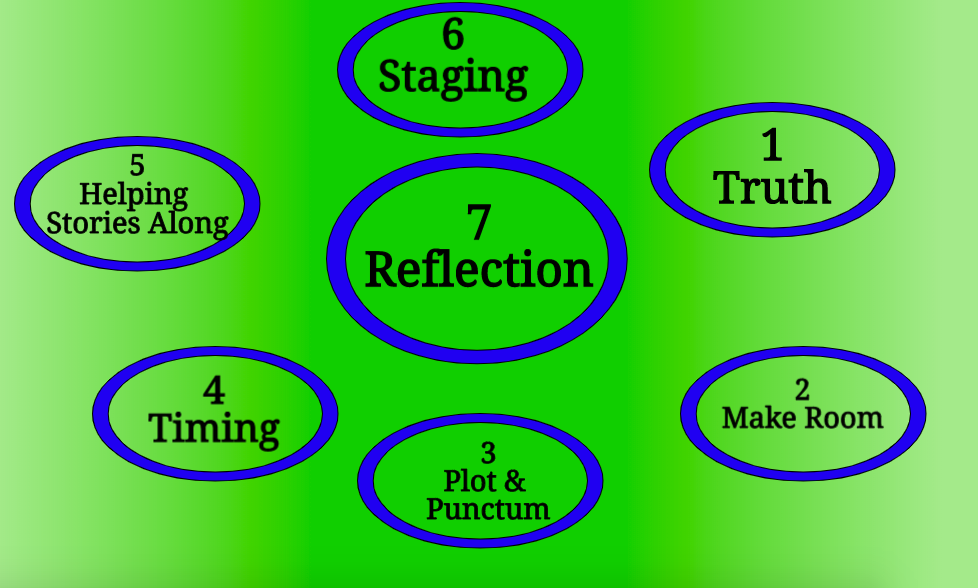 6
Staging
1
Truth
5
Helping
Stories Along
7
Reflection
4
Timing
2
Make Room
3
Plot &
Punctum